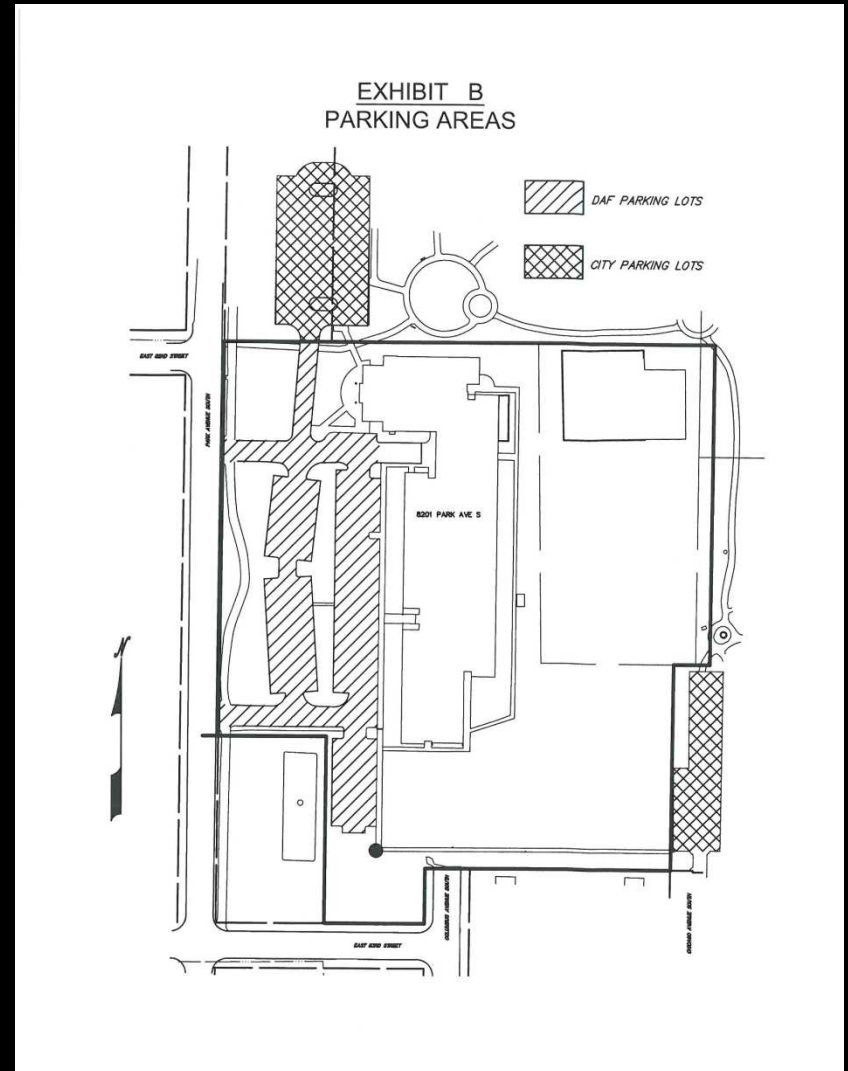 EXHIBIT B
PARKING AREAS
DAF PARKING LOTS
CITY PARKING LOTS
EAST 82ND STREET
PARK AVENUE SOUTH
8201 PARK AVE S
N
COLUMBUS AVENUE SOUTH
OAKLAND AVENUE SOUTH
EAST 83RD STREET